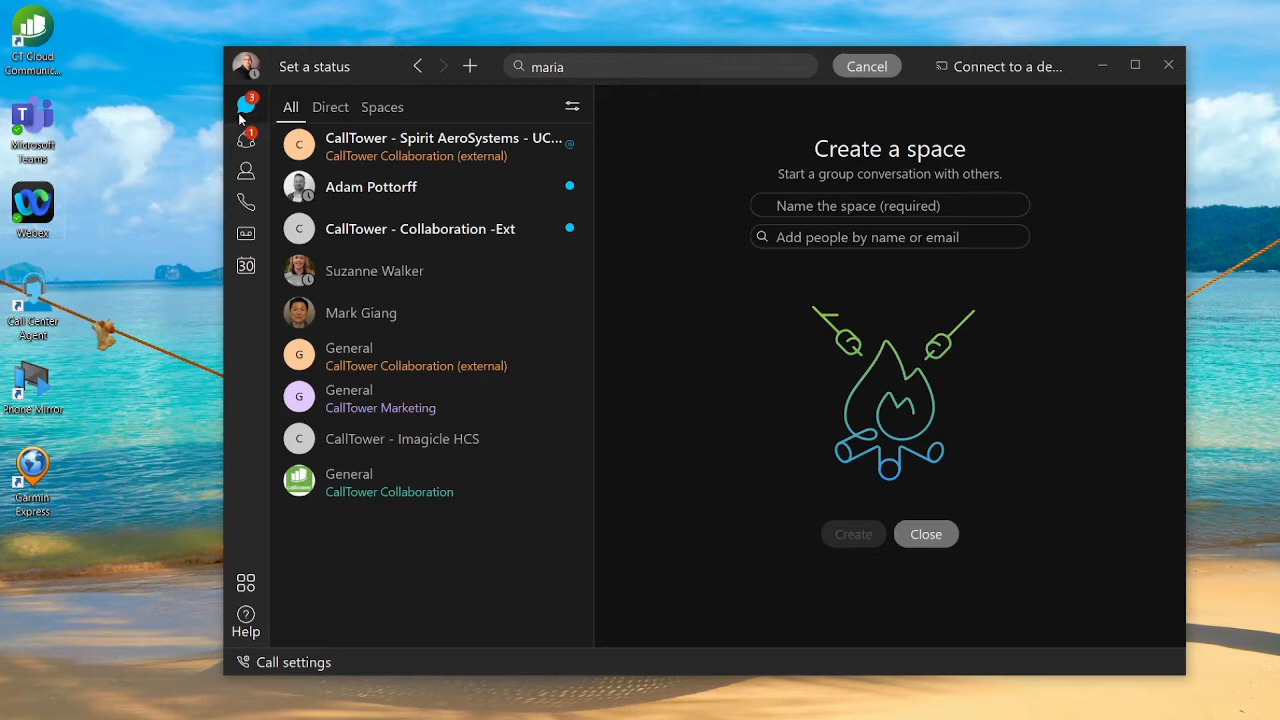 CT Cloud
Communic...
Microsoft
Teams
Webex
Call Center
Agent
Phone Mirror
Garmin
Express
Set a status
maria
Cancel
Connect to a de...
3
1
30
Help
All
Direct
Spaces
C
CallTower - Spirit AeroSystems - UC...
CallTower Collaboration (external)
Adam Pottorff
C
CallTower - Collaboration -Ext
Suzanne Walker
Mark Giang
G
General
CallTower Collaboration (external)
G
General
CallTower Marketing
C
CallTower - Imagicle HCS
General
CallTower Collaboration
Create a space
Start a group conversation with others.
Name the space (required)
Add people by name or email
Create
Close
Call settings